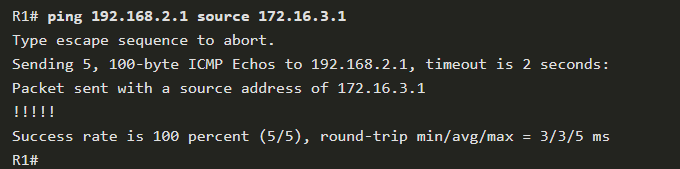 R1# ping 192.168.2.1 source 172.16.3.1
Type escape sequence to abort.
Sending 5, 100-byte ICMP Echos to 192.168.2.1, timeout is 2 seconds:
Packet sent with a source address of 172.16.3.1
!!!!!
Success rate is 100 percent (5/5), round-trip min/avg/max = 3/3/5 ms
R1#